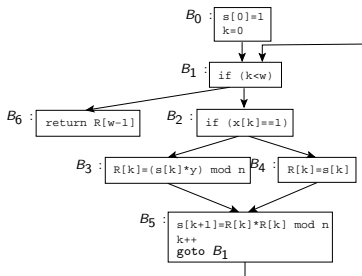 B0 : s[0]=1
k=0
B1 : if (k<w)
B6 : return R[w-1]
B2 : if (x[k]==1)
B3 : R[k]=(s[k]*y) mod n
B4 : R[k]=s[k]
B5 : s[k+1]=R[k]*R[k] mod n
k++
goto B1